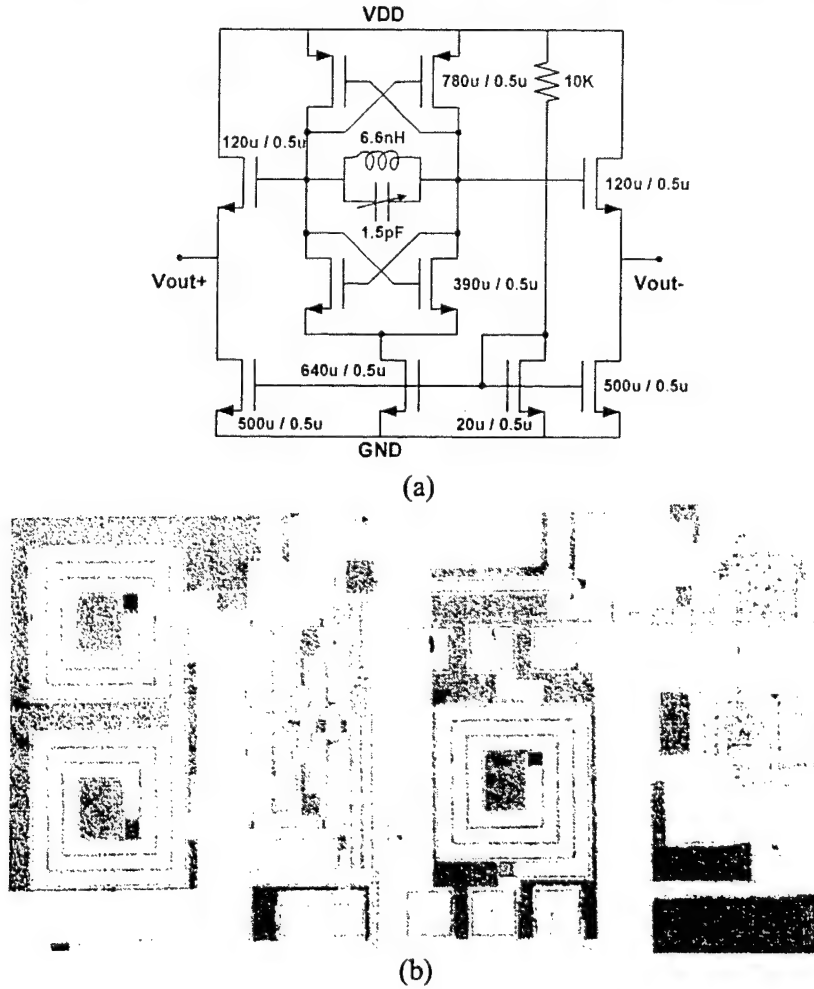 VDD
780u / 0.5u
10K
120u / 0.5u
6.6nH
120u / 0.5u
1.5pF
Vout+
390u / 0.5u
Vout-
640u / 0.5u
500u / 0.5u
500u / 0.5u
20u / 0.5u
GND
(a)
(b)